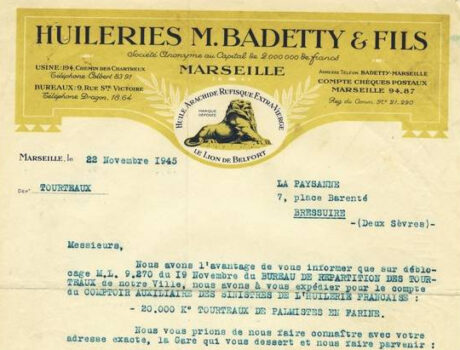 HUILERIES M. BADETTY & FILS
Société Anonyme au Capital de 2.000.000 de francs
MARSEILLE
USINE: 194, CHEMIN DES CHARTREUX
Téléphone Colbert 83.91
BUREAUX: 9, RUE STE VICTOIRE
Téléphone Dragon, 18.64
ADRESSE TÉLÉGR. BADETTY-MARSEILLE
COMPTE CHÈQUES POSTAUX
MARSEILLE 94.87
Reg. du Comm. N° 21.290
HUILE ARACHIDE RUFISQUE EXTRA-VIERGE
MARQUE DÉPOSÉE
LE LION DE BELFORT
MARSEILLE, le 22 Novembre 1945
TOURTEAUX
LA PAYSANNE
7, place Barenté
BRESSUIRE
-(Deux Sèvres)-
Messieurs,
Nous avons l'avantage de vous informer que sur déblo-
cage M.L. 9.270 du 19 Novembre du BUREAU DE REPARTITION DES TOUR-
TEAUX de notre Ville, nous avons à vous expédier pour le compte
du COMPTOIR AUXILIAIRE DES SINISTRES DE L'HUILERIE FRANCAISE :
- 20.000 K° TOURTEAUX DE PALMISTES EN FARINE.
Nous vous prions de nous faire connaître avec votre
adresse exacte, la Gare qui vous dessert et nous faire parvenir :